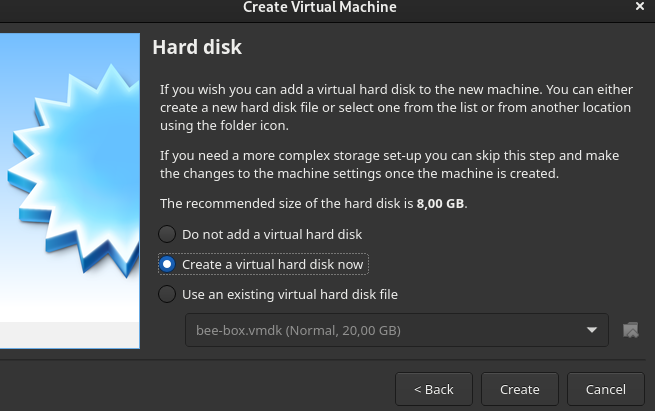 Create Virtual Machine
Hard disk
If you wish you can add a virtual hard disk to the new machine. You can either
create a new hard disk file or select one from the list or from another location
using the folder icon.
If you need a more complex storage set-up you can skip this step and make
the changes to the machine settings once the machine is created.
The recommended size of the hard disk is 8,00 GB.
Do not add a virtual hard disk
Create a virtual hard disk now
Use an existing virtual hard disk file
bee-box.vmdk (Normal, 20,00 GB)
< Back
Create
Cancel